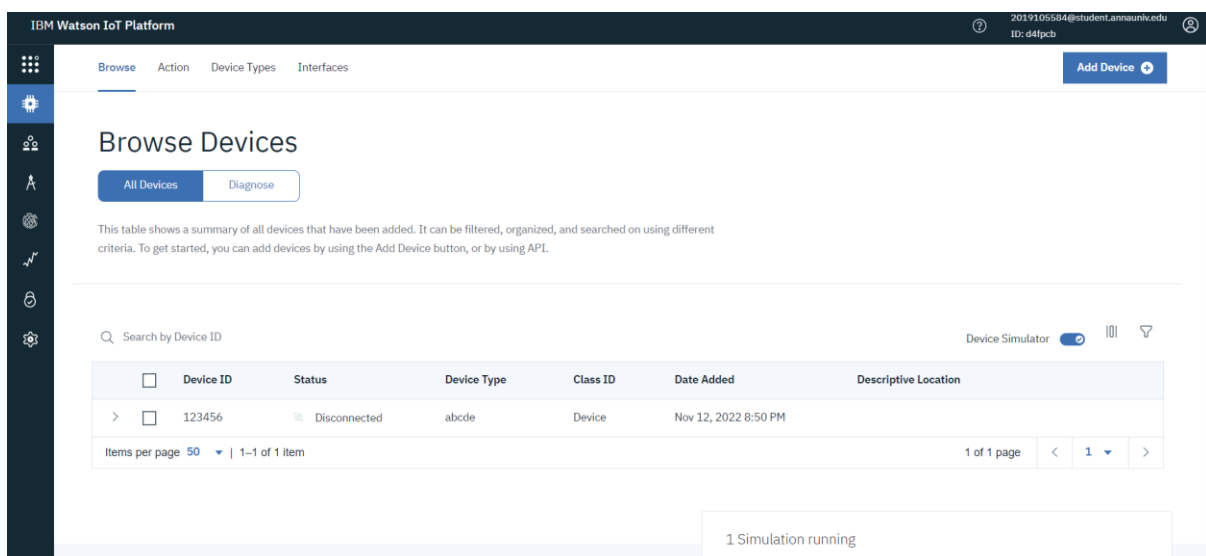 IBM Watson IoT Platform
2019105584@student.annauniv.edu
ID: d4fpcb
Browse Action Device Types Interfaces
Add Device
Browse Devices
All Devices Diagnose
This table shows a summary of all devices that have been added. It can be filtered, organized, and searched on using different
criteria. To get started, you can add devices by using the Add Device button, or by using API.
Search by Device ID
Device Simulator
Device ID Status Device Type Class ID Date Added Descriptive Location
123456 Disconnected abcde Device Nov 12, 2022 8:50 PM
Items per page 50 | 1–1 of 1 item
1 of 1 page < 1 >
1 Simulation running